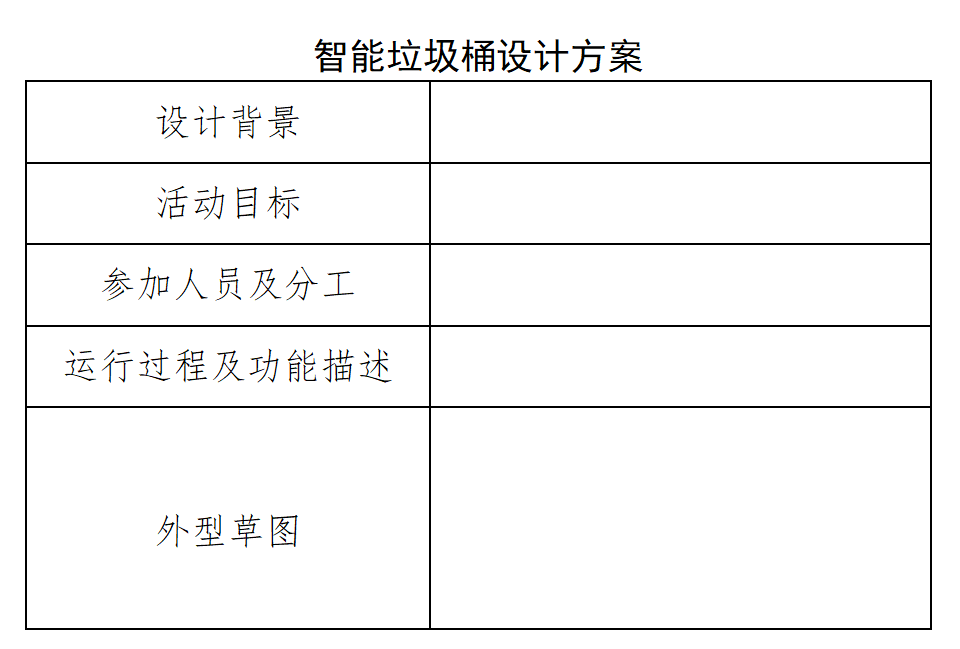 智能垃圾桶设计方案
设计背景
活动目标
参加人员及分工
运行过程及功能描述
外型草图